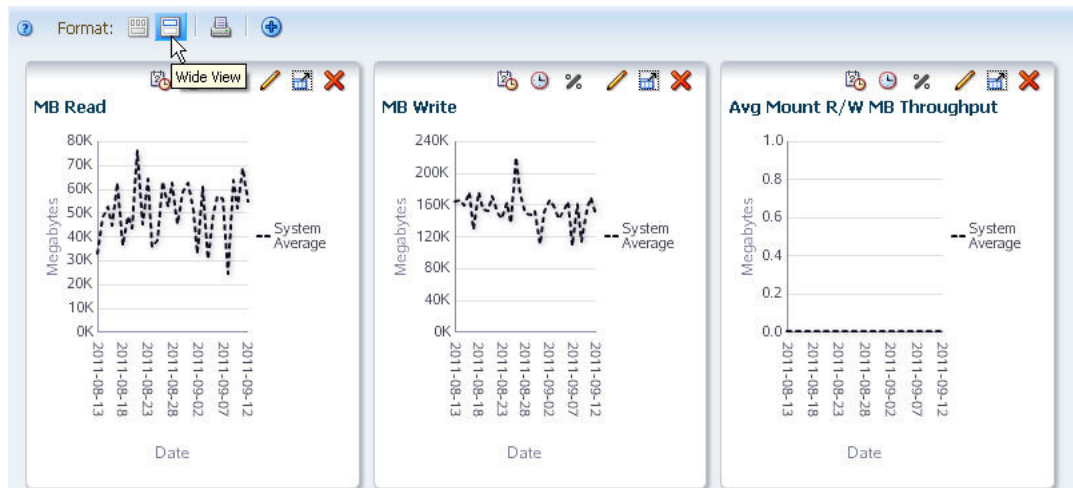 Format:
Wide View
MB Read
80K
70K
60K
50K
40K
30K
20K
10K
0K
Megabytes
System
Average
2011-08-13
2011-08-18
2011-08-23
2011-08-28
2011-09-02
2011-09-07
2011-09-12
Date
MB Write
240K
200K
160K
120K
80K
40K
0K
Megabytes
System
Average
2011-08-13
2011-08-18
2011-08-23
2011-08-28
2011-09-02
2011-09-07
2011-09-12
Date
Avg Mount R/W MB Throughput
1.0
0.8
0.6
0.4
0.2
0.0
Megabytes
System
Average
2011-08-13
2011-08-18
2011-08-23
2011-08-28
2011-09-02
2011-09-07
2011-09-12
Date